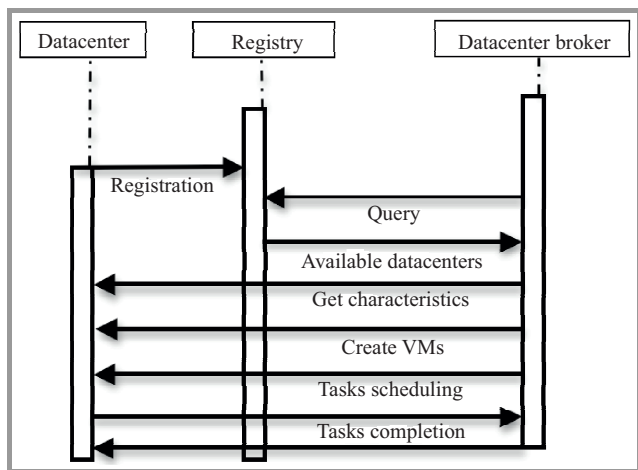 Datacenter
Registry
Datacenter broker
Registration
Query
Available datacenters
Get characteristics
Create VMs
Tasks scheduling
Tasks completion